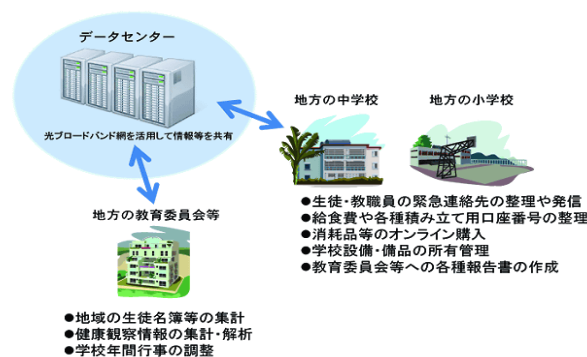 データセンター
光ブロードバンド網を活用して情報等を共有
地方の中学校
地方の小学校
●生徒・教職員の緊急連絡先の整理や発信
●給食費や各種積み立て用口座番号の整理
●消耗品等のオンライン購入
●学校設備・備品の所有管理
●教育委員会等への各種報告書の作成
地方の教育委員会等
●地域の生徒名簿等の集計
●健康観察情報の集計・解析
●学校年間行事の調整